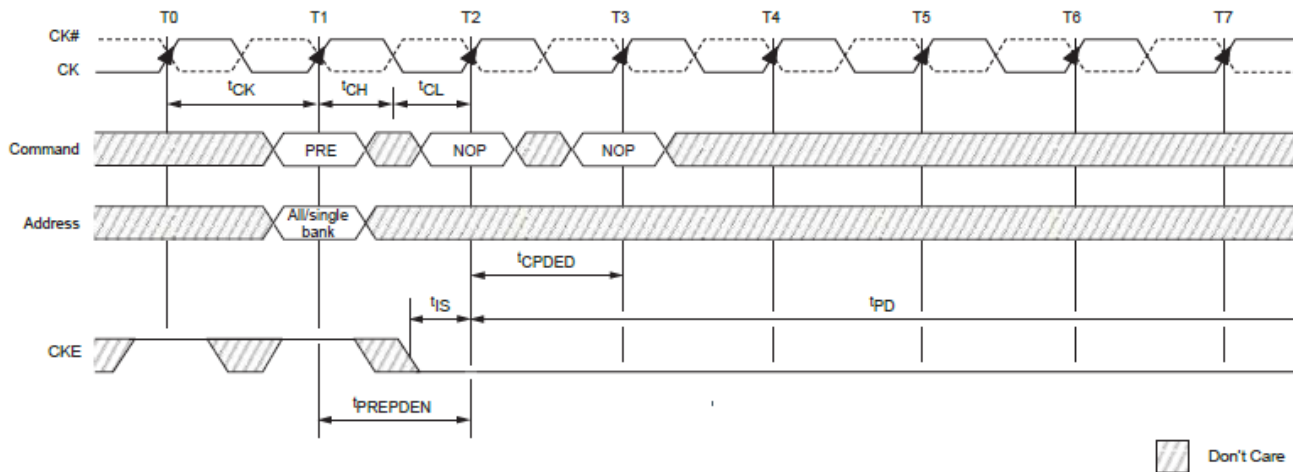 T0 T1 T2 T3 T4 T5 T6 T7
CK#
CK
tCK tCH tCL
Command PRE NOP NOP
Address All/single
bank
tCPDED
tIS tPD
CKE
tPREPDEN
Don't Care